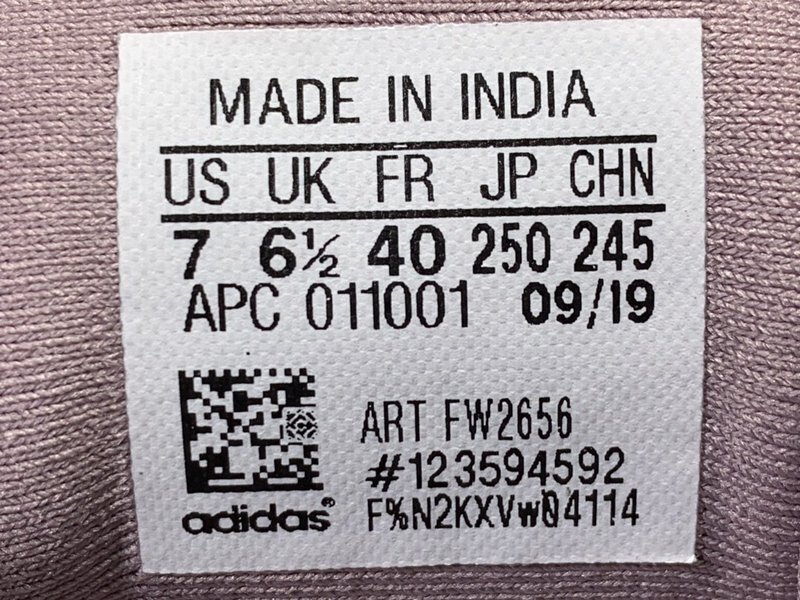 MADE IN INDIA
US UK FR JP CHN
7 6½ 40 250 245
APC 011001 09/19
ART FW2656
#123594592
adidas® F%N2KXVw04114